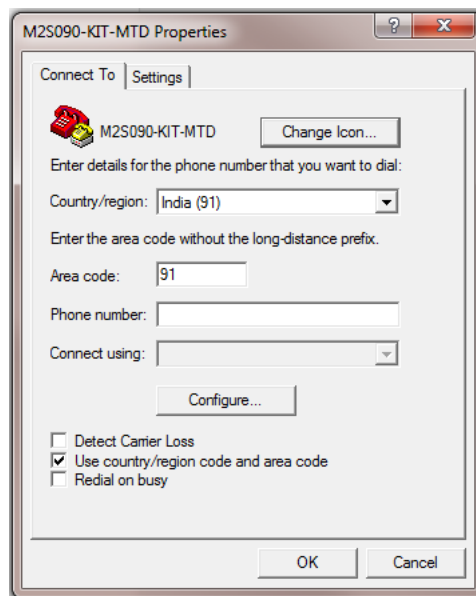 M2S090-KIT-MTD Properties
Connect To
Settings
M2S090-KIT-MTD
Change Icon...
Enter details for the phone number that you want to dial:
Country/region: India (91)
Enter the area code without the long-distance prefix.
Area code: 91
Phone number:
Connect using:
Configure...
Detect Carrier Loss
Use country/region code and area code
Redial on busy
OK Cancel